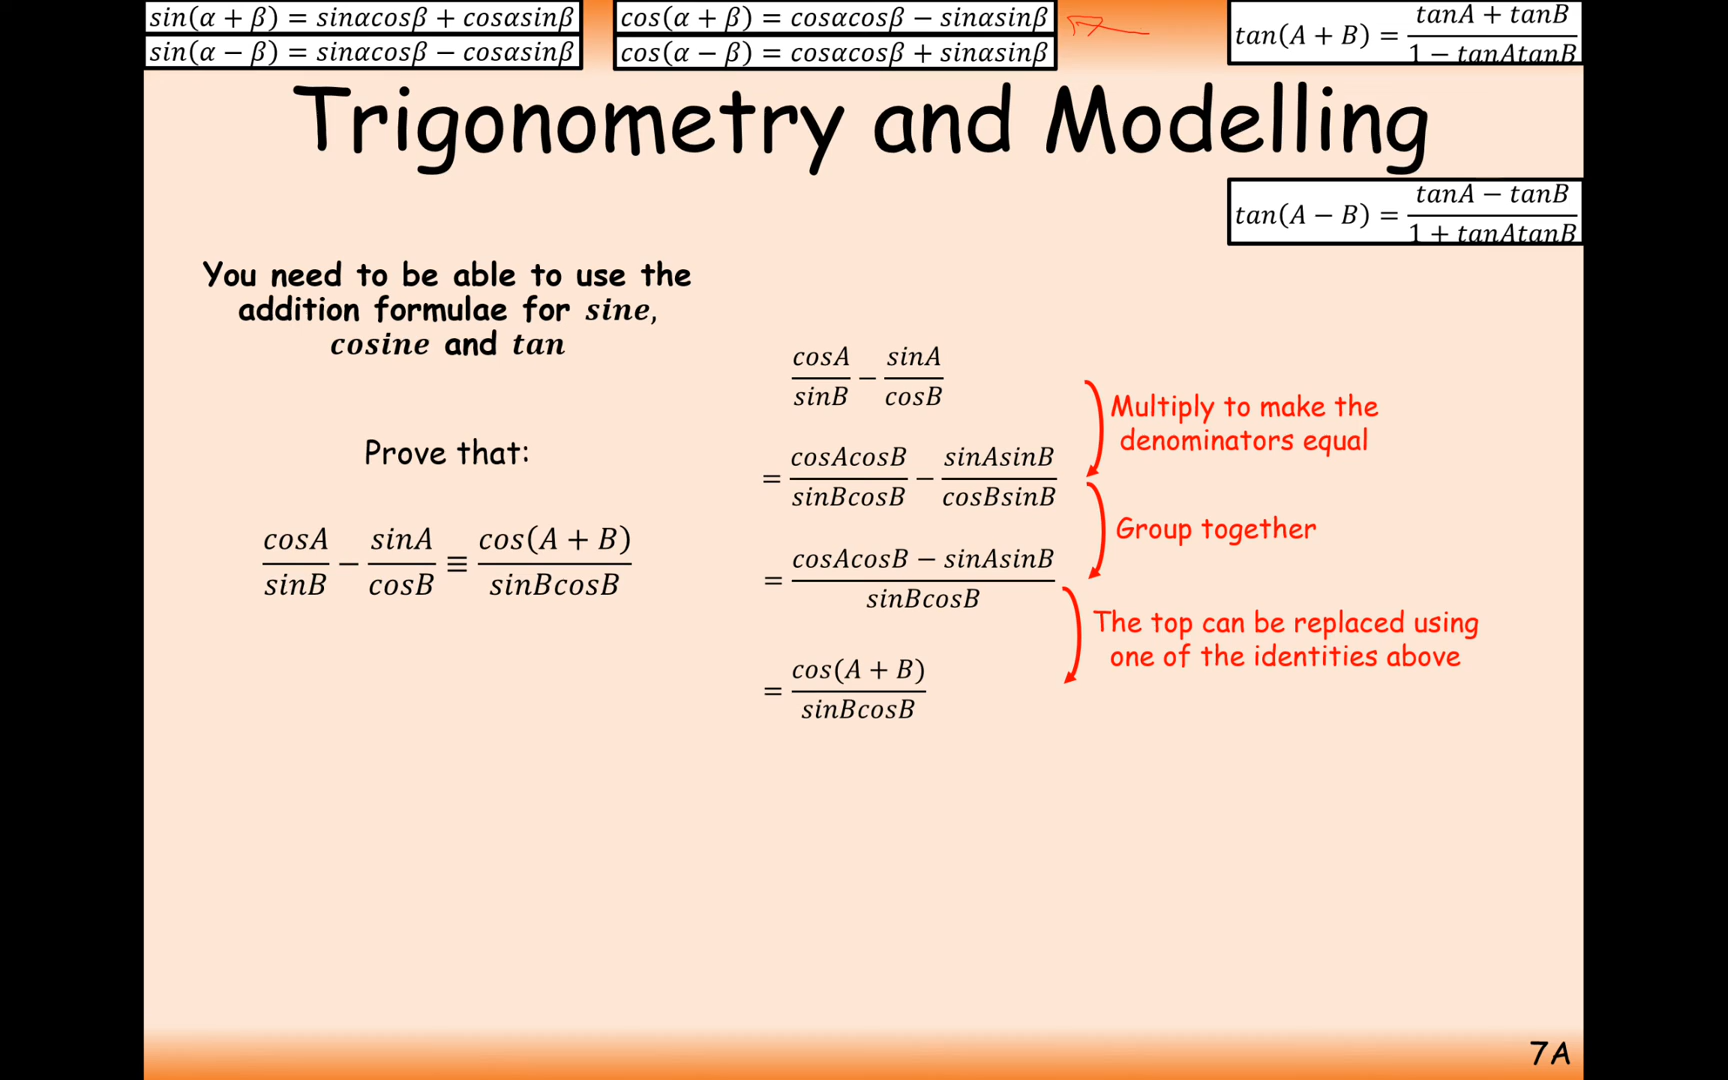 sin(α + β) = sinαcosβ + cosαsinβ
sin(α − β) = sinαcosβ − cosαsinβ
cos(α + β) = cosαcosβ − sinαsinβ
cos(α − β) = cosαcosβ + sinαsinβ
tan(A + B) = (tanA + tanB)/(1 − tanAtanB)
Trigonometry and Modelling
tan(A − B) = (tanA − tanB)/(1 + tanAtanB)
You need to be able to use the
addition formulae for sine,
cosine and tan
Prove that:
cosA/sinB − sinA/cosB ≡ cos(A + B)/sinBcosB
cosA/sinB − sinA/cosB
Multiply to make the
denominators equal
= cosAcosB/sinBcosB − sinAsinB/cosBsinB
Group together
= (cosAcosB − sinAsinB)/sinBcosB
The top can be replaced using
one of the identities above
= cos(A + B)/sinBcosB
7A